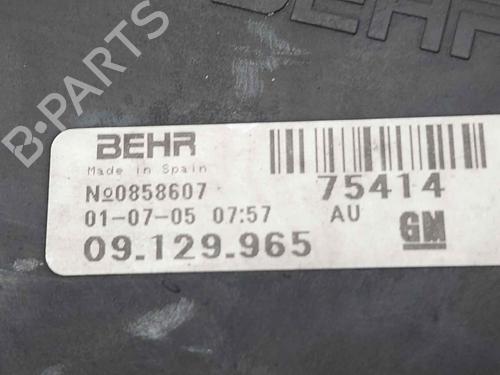 BEHR
B-PARTS
BEHR
Made in Spain
75414
№0858607
01-07-05 07:57
AU
GM
09.129.965